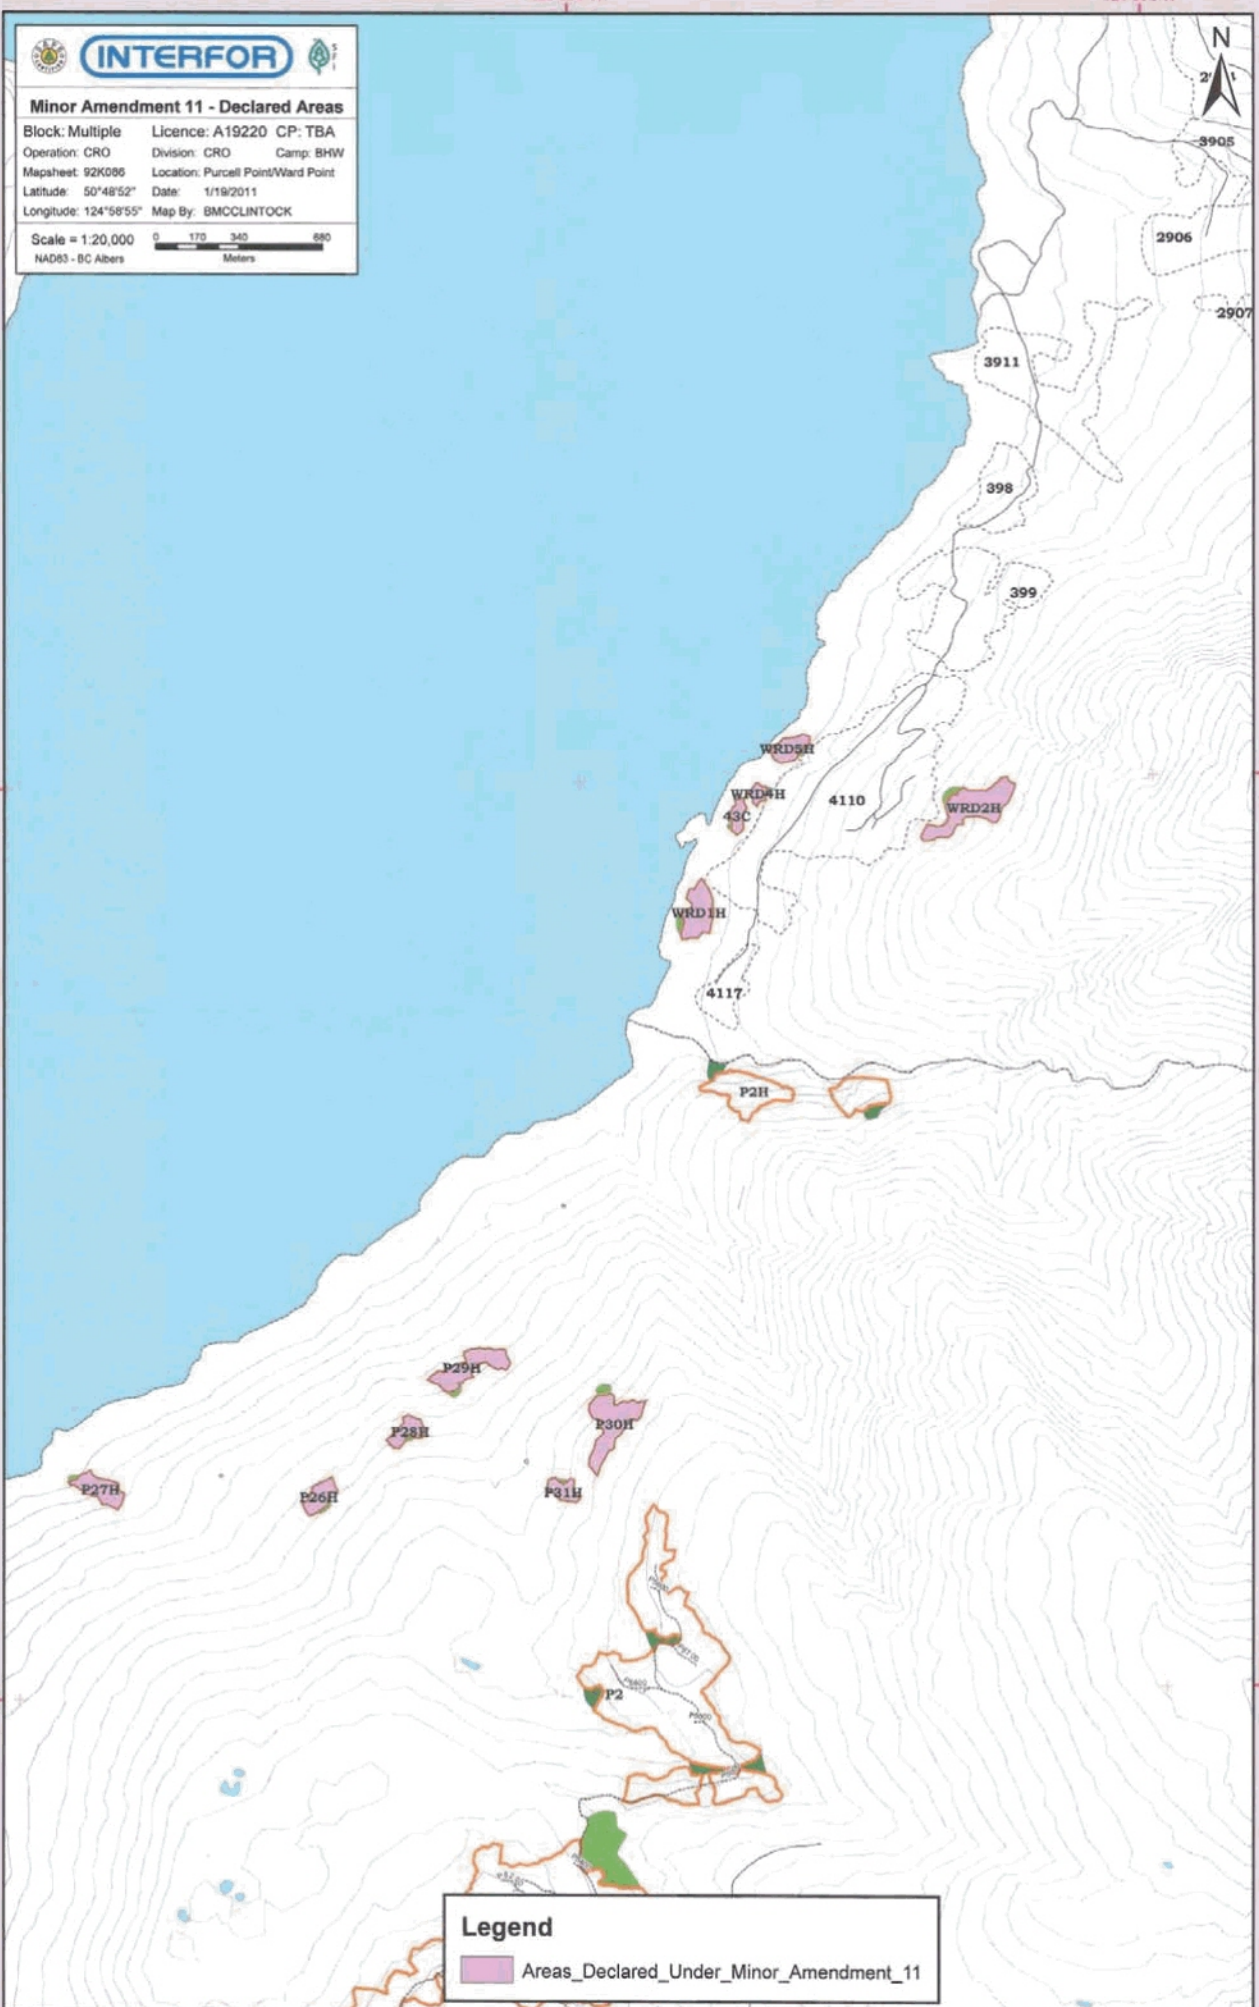 INTERFOR
Minor Amendment 11 - Declared Areas
Block: Multiple Licence: A19220 CP: TBA
Operation: CRO Division: CRO Camp: BHW
Mapsheet: 92K086 Location: Purcell Point/Ward Point
Latitude: 50°48'52" Date: 1/19/2011
Longitude: 124°58'55" Map By: BMCCLINTOCK
Scale = 1:20,000 0 170 340 680
NAD83 - BC Albers Meters
N
3905
2906
2907
3911
398
399
WRD5H
WRD4H
4110
WRD2H
43C
WRD1H
4117
P2H
P29H
P30H
P28H
P27H
P26H
P31H
P2
Legend
Areas_Declared_Under_Minor_Amendment_11